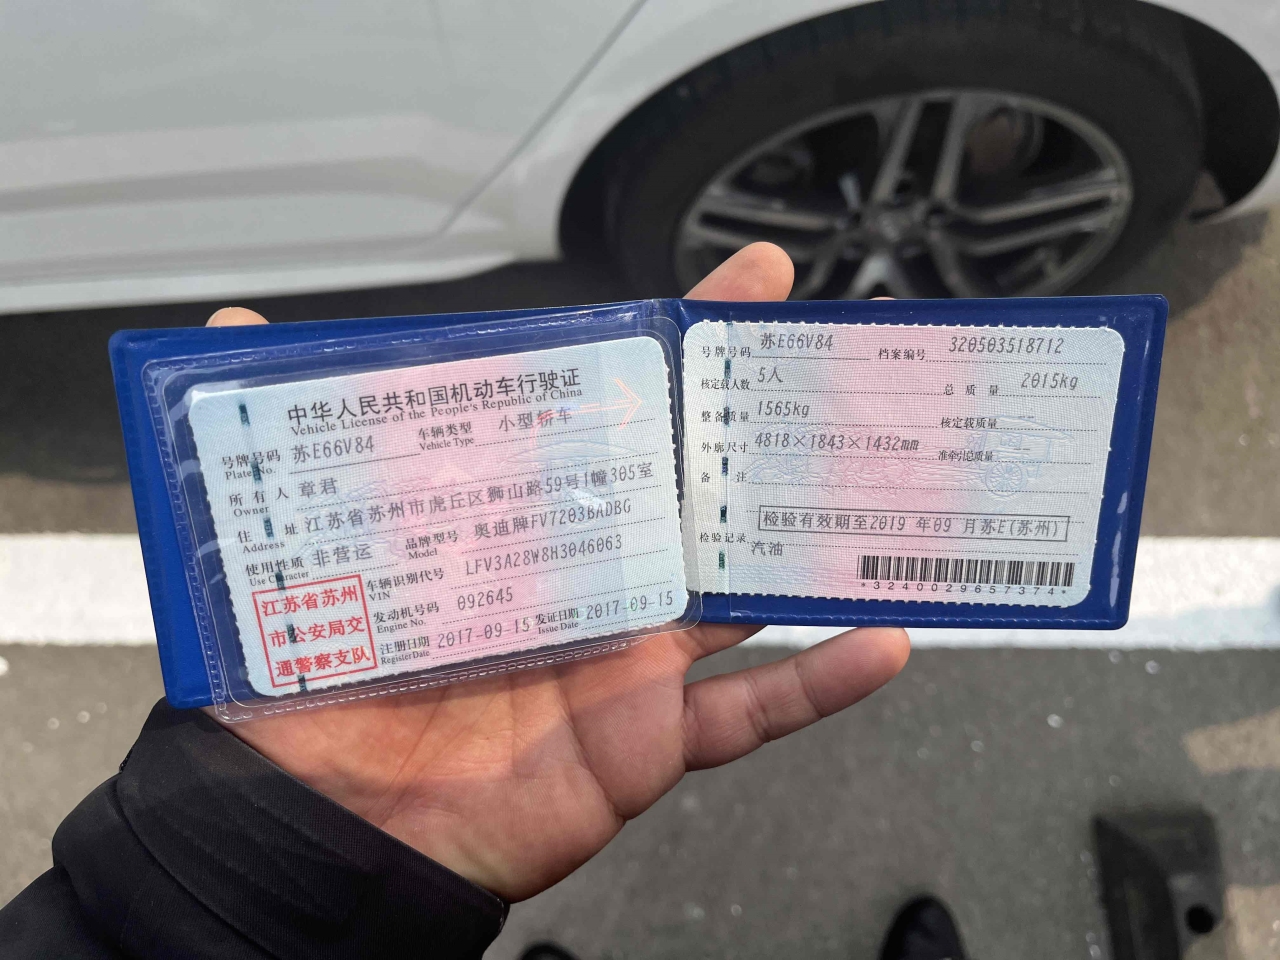 中华人民共和国机动车行驶证
Vehicle License of the People's Republic of China
号牌号码 苏E66V84 车辆类型 小型轿车
Plate No. Vehicle Type
所有人 章君
Owner
住址 江苏省苏州市虎丘区狮山路59号1幢305室
Address
使用性质 非营运 品牌型号 奥迪牌FV7203BADBG
Use Character Model
车辆识别代号 LFV3A28W8H3046063
VIN
发动机号码 092645
Engine No.
注册日期 2017-09-15 发证日期 2017-09-15
Register Date Issue Date
江苏省苏州
市公安局交
通警察支队
号牌号码 苏E66V84 档案编号 320503518712
核定载人数 5人 总质量 2015kg
整备质量 1565kg 核定载质量 --
外廓尺寸 4818×1843×1432mm 准牵引总质量 --
备注
检验有效期至2019年09月苏E(苏州)
检验记录
汽油
*3240029657374*